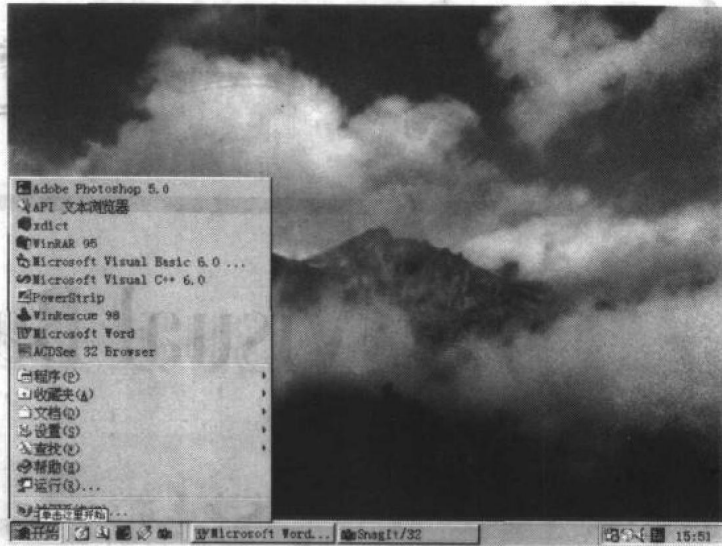 Adobe Photoshop 5.0
API 文本浏览器
xdict
WinRAR 95
Microsoft Visual Basic 6.0 ...
Microsoft Visual C++ 6.0
PowerStrip
WinRescue 98
Microsoft Word
ACDSee 32 Browser
程序(P)
收藏夹(A)
文档(D)
设置(S)
查找(F)
帮助(H)
运行(R)...
单击这里开始
开始 Microsoft Word... SnagIt/32 15:51